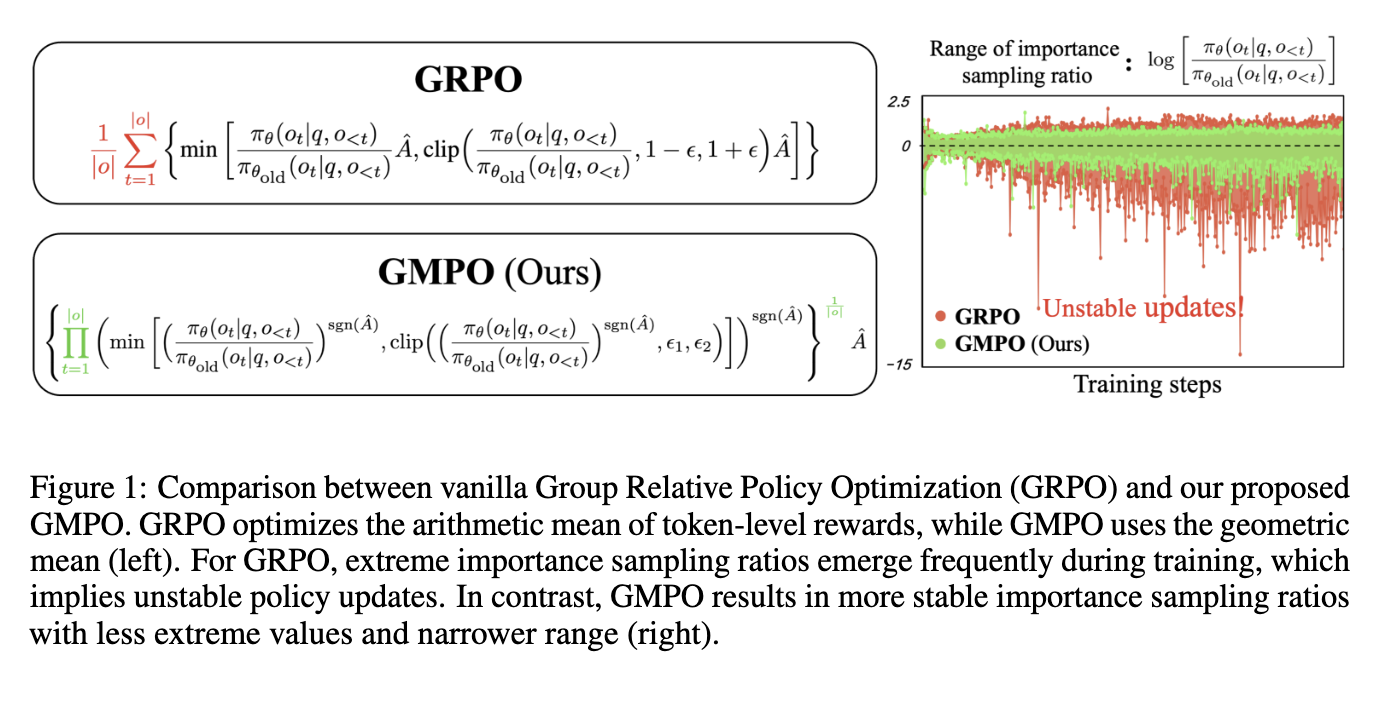 GRPO
\frac{1}{|o|} \sum_{t=1}^{|o|} \left\{ \min \left[ \frac{\pi_\theta(o_t|q, o_{<t})}{\pi_{\theta_{\text{old}}}(o_t|q, o_{<t})} \hat{A}, \text{clip}\left( \frac{\pi_\theta(o_t|q, o_{<t})}{\pi_{\theta_{\text{old}}}(o_t|q, o_{<t})}, 1 - \epsilon, 1 + \epsilon \right) \hat{A} \right] \right\}
GMPO (Ours)
\left\{ \prod_{t=1}^{|o|} \left( \min \left[ \left( \frac{\pi_\theta(o_t|q, o_{<t})}{\pi_{\theta_{\text{old}}}(o_t|q, o_{<t})} \right)^{\text{sgn}(\hat{A})}, \text{clip}\left( \left( \frac{\pi_\theta(o_t|q, o_{<t})}{\pi_{\theta_{\text{old}}}(o_t|q, o_{<t})} \right)^{\text{sgn}(\hat{A})}, \epsilon_1, \epsilon_2 \right) \right] \right)^{\text{sgn}(\hat{A})} \right\}^{\frac{1}{|o|}} \hat{A}
Range of importance
sampling ratio : \log \left[ \frac{\pi_\theta(o_t|q, o_{<t})}{\pi_{\theta_{\text{old}}}(o_t|q, o_{<t})} \right]
2.5
0
Unstable updates!
GRPO
GMPO (Ours)
-15
Training steps
Figure 1: Comparison between vanilla Group Relative Policy Optimization (GRPO) and our proposed
GMPO. GRPO optimizes the arithmetic mean of token-level rewards, while GMPO uses the geometric
mean (left). For GRPO, extreme importance sampling ratios emerge frequently during training, which
implies unstable policy updates. In contrast, GMPO results in more stable importance sampling ratios
with less extreme values and narrower range (right).